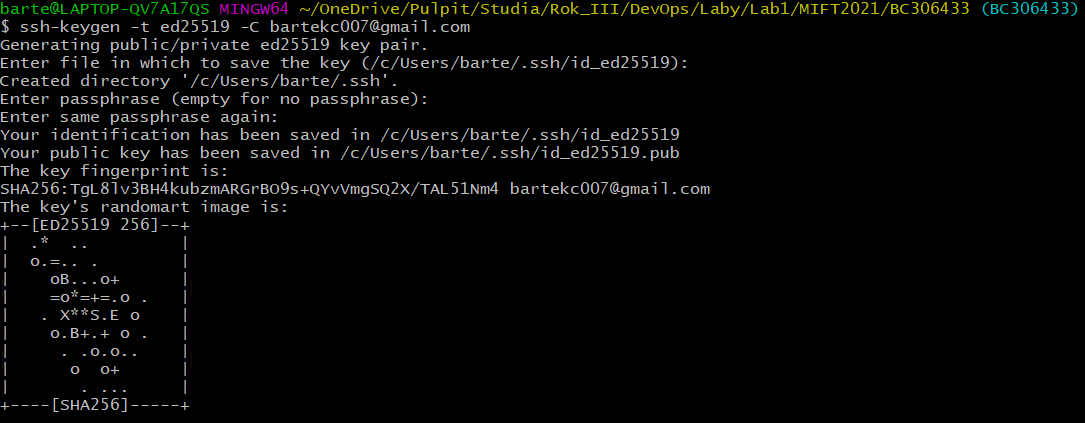 barte@LAPTOP-QV7A17QS MINGW64 ~/OneDrive/Pulpit/Studia/Rok_III/DevOps/Laby/Lab1/MIFT2021/BC306433 (BC306433)
$ ssh-keygen -t ed25519 -C bartekc007@gmail.com
Generating public/private ed25519 key pair.
Enter file in which to save the key (/c/Users/barte/.ssh/id_ed25519):
Created directory '/c/Users/barte/.ssh'.
Enter passphrase (empty for no passphrase):
Enter same passphrase again:
Your identification has been saved in /c/Users/barte/.ssh/id_ed25519
Your public key has been saved in /c/Users/barte/.ssh/id_ed25519.pub
The key fingerprint is:
SHA256:TgL8lv3BH4kubzmARGrBO9s+QYvVmgSQ2X/TAL51Nm4 bartekc007@gmail.com
The key's randomart image is:
+--[ED25519 256]--+
|  .*  ..         |
|  o.=.. .        |
|    oB...o+      |
|    =o*=+=.o .   |
|   . X**S.E o    |
|    o.B+.+ o .   |
|     . .o.o..    |
|      o  o+      |
|       . ...     |
+----[SHA256]-----+